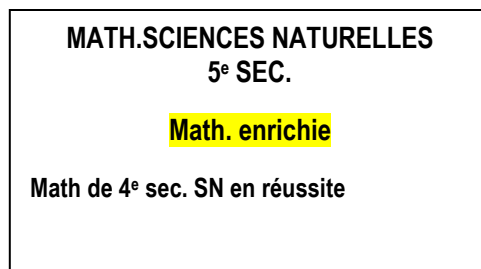 MATH.SCIENCES NATURELLES
5e SEC.
Math. enrichie
Math de 4e sec. SN en réussite